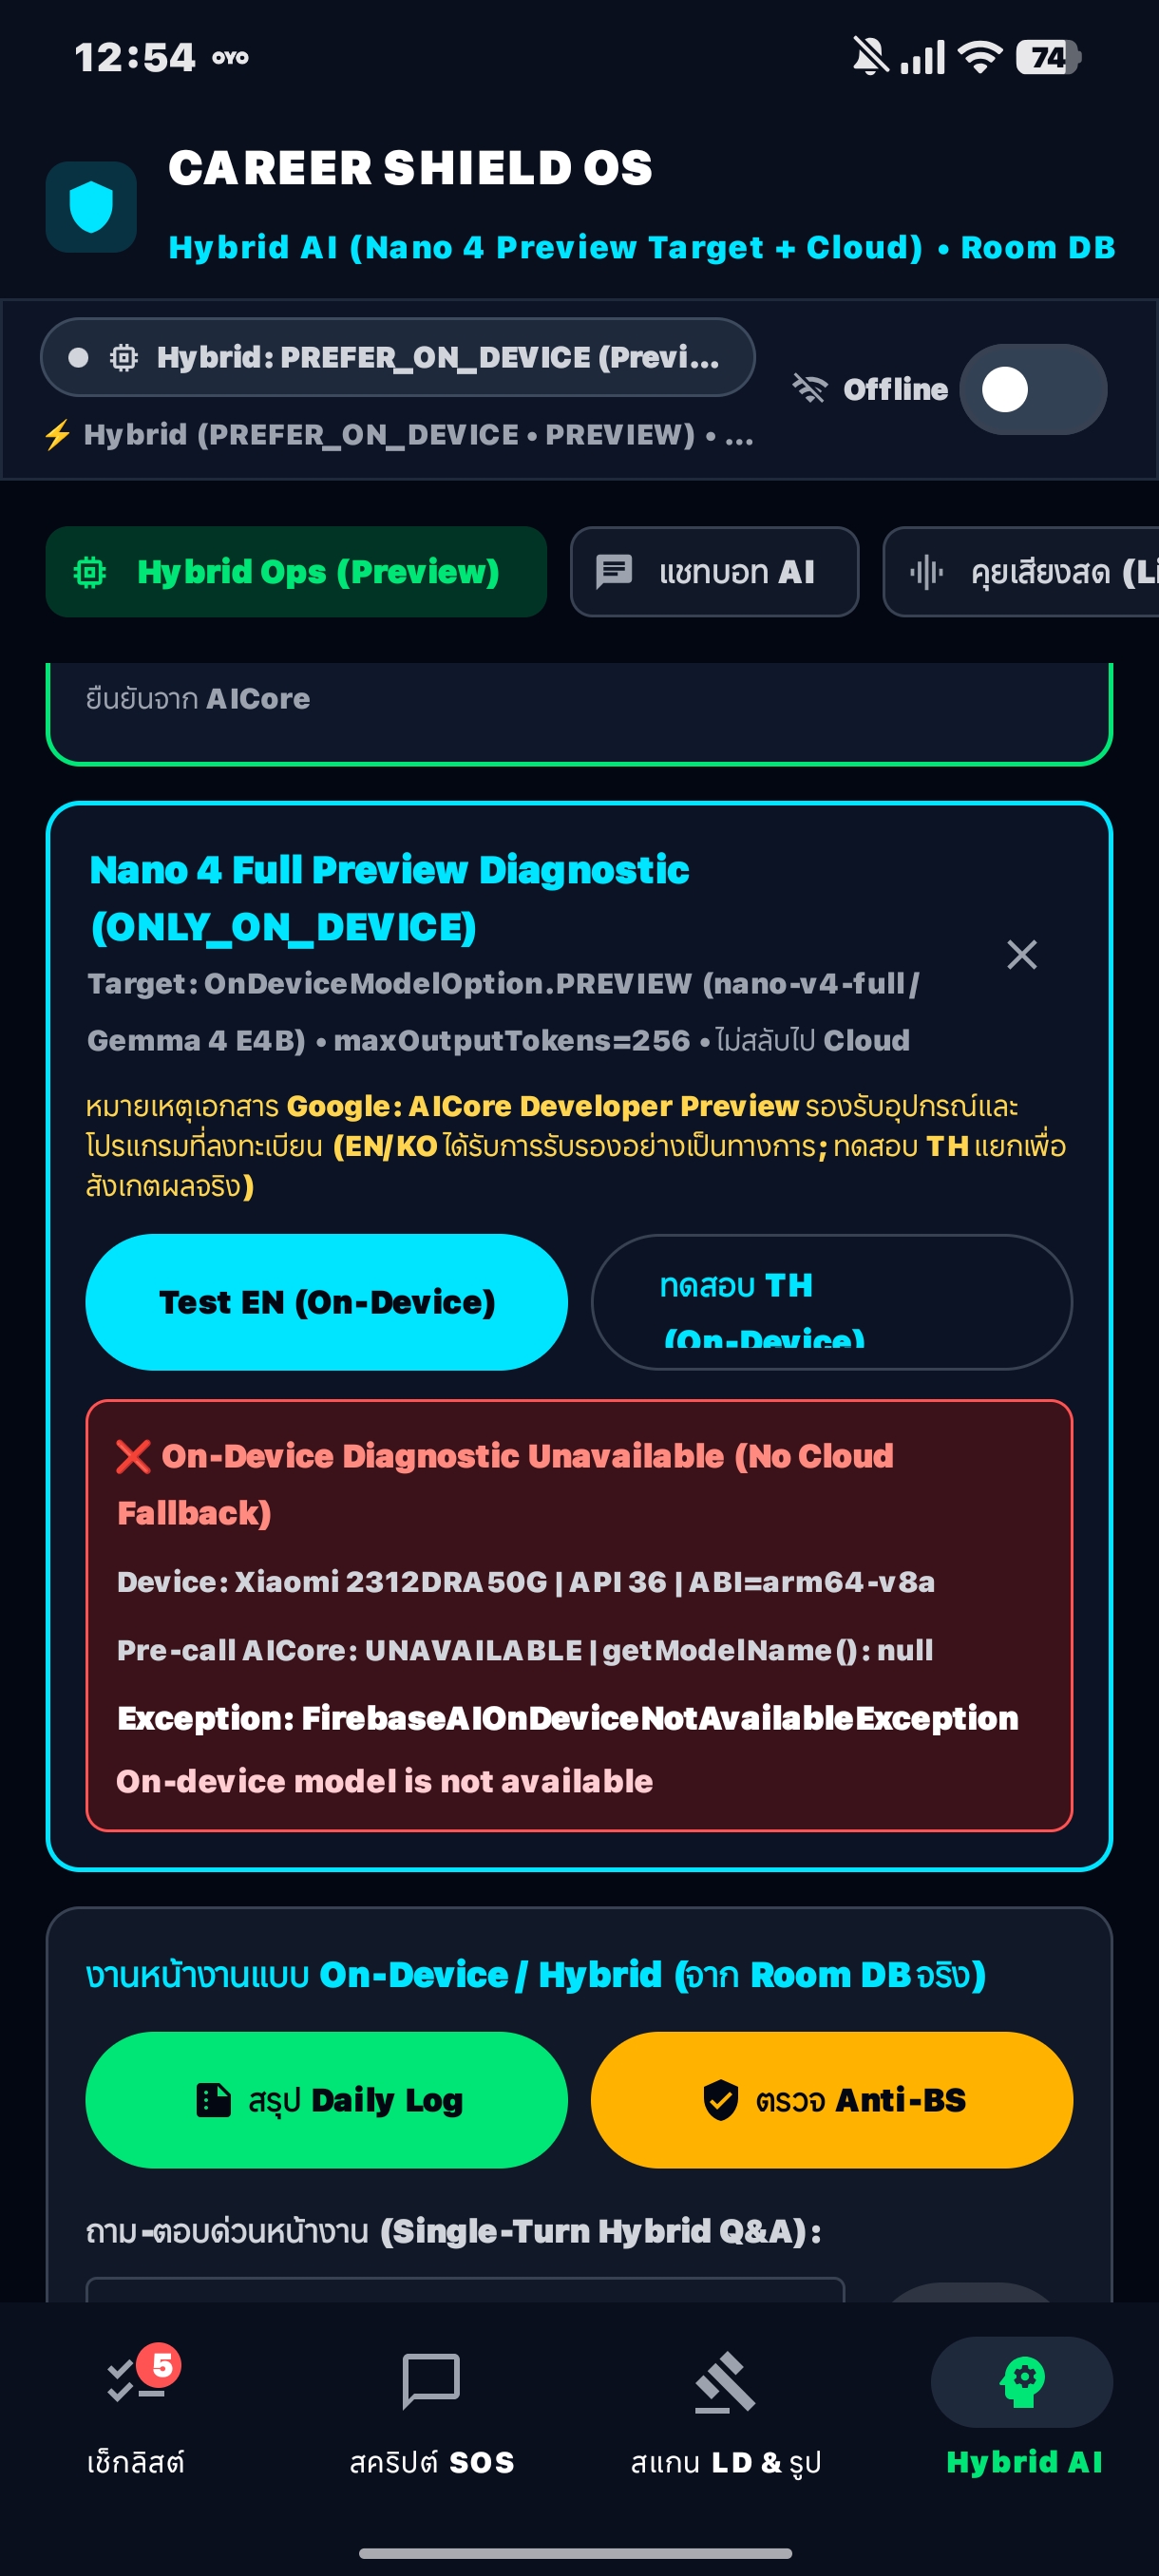 12:54 OYO
74
CAREER SHIELD OS
Hybrid AI (Nano 4 Preview Target + Cloud) • Room DB
Hybrid: PREFER_ON_DEVICE (Previ...
Offline
⚡ Hybrid (PREFER_ON_DEVICE • PREVIEW) • ...
Hybrid Ops (Preview)
แชทบอท AI
คุยเสียงสด (Li
ยืนยันจาก AICore
Nano 4 Full Preview Diagnostic
(ONLY_ON_DEVICE)
Target: OnDeviceModelOption.PREVIEW (nano-v4-full /
Gemma 4 E4B) • maxOutputTokens=256 • ไม่สลับไป Cloud
หมายเหตุเอกสาร Google: AICore Developer Preview รองรับอุปกรณ์และ
โปรแกรมที่ลงทะเบียน (EN/KO ได้รับการรับรองอย่างเป็นทางการ; ทดสอบ TH แยกเพื่อ
สังเกตผลจริง)
Test EN (On-Device)
ทดสอบ TH
(On-Device)
❌ On-Device Diagnostic Unavailable (No Cloud
Fallback)
Device: Xiaomi 2312DRA50G | API 36 | ABI=arm64-v8a
Pre-call AICore: UNAVAILABLE | getModelName(): null
Exception: FirebaseAIOnDeviceNotAvailableException
On-device model is not available
งานหน้างานแบบ On-Device / Hybrid (จาก Room DB จริง)
สรุป Daily Log
ตรวจ Anti-BS
ถาม-ตอบด่วนหน้างาน (Single-Turn Hybrid Q&A):
5
เช็กลิสต์
สคริปต์ SOS
สแกน LD & รูป
Hybrid AI